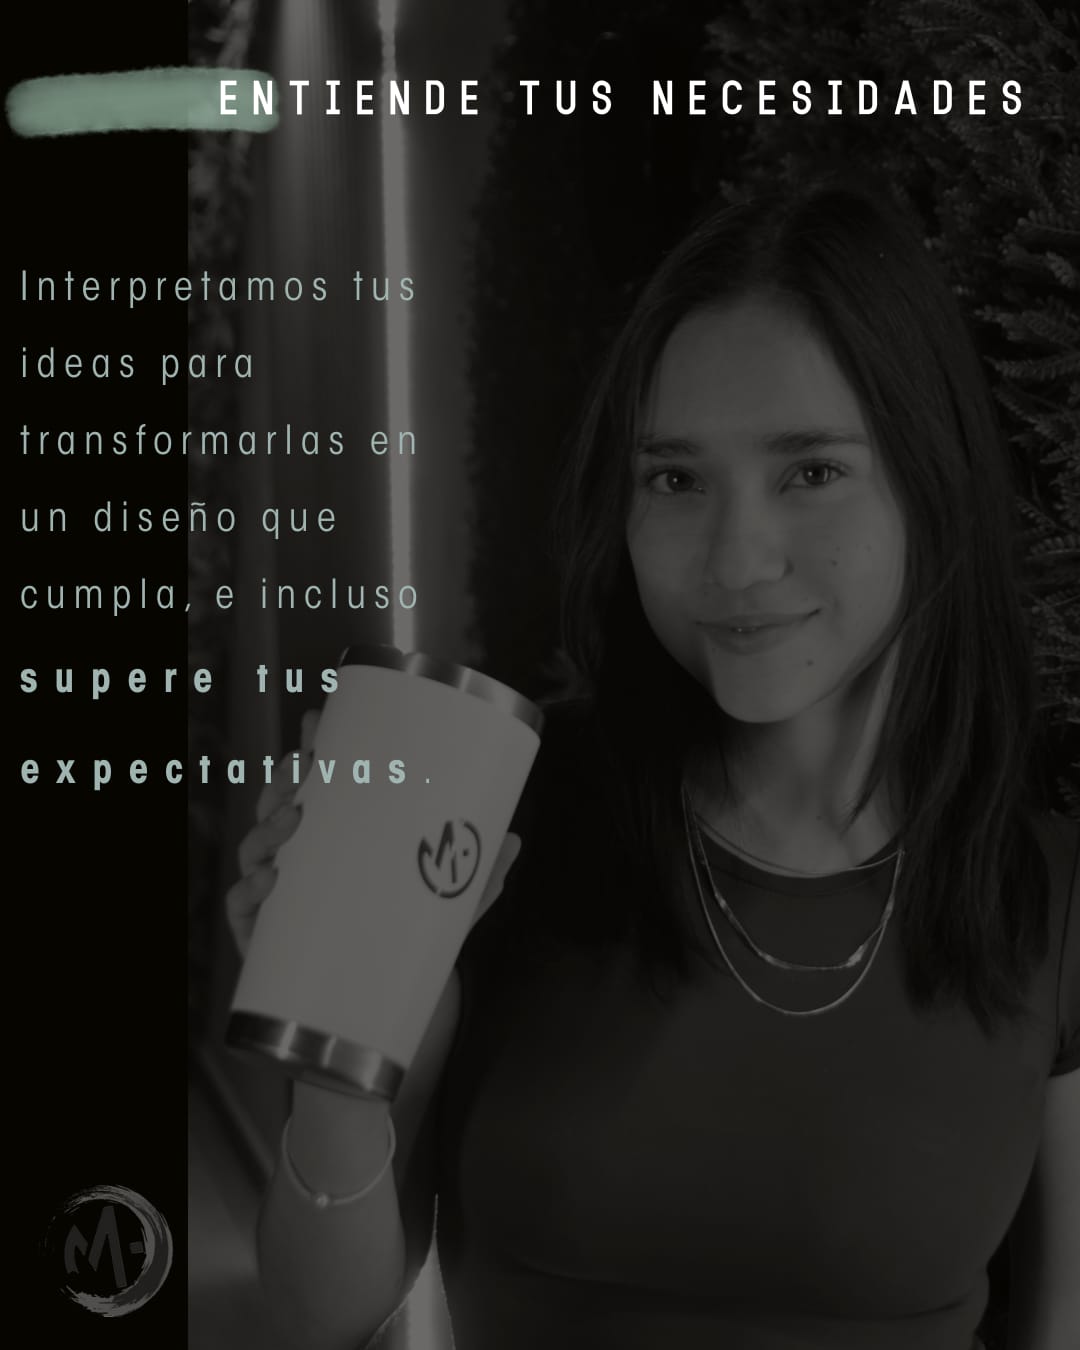 ENTIENDE TUS NECESIDADES
Interpretamos tus
ideas para
transformarlas en
un diseño que
cumpla, e incluso
supere tus
expectativas.
M.
M.